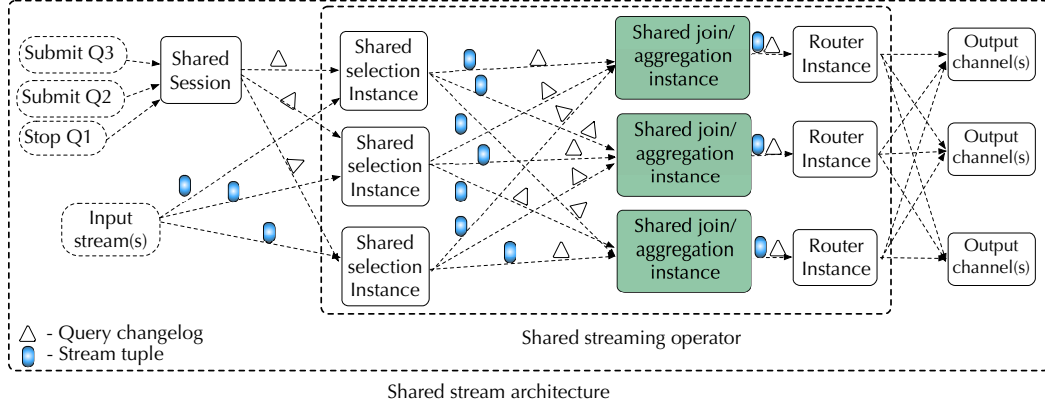 Submit Q3
Submit Q2
Stop Q1
Shared
Session
Input
stream(s)
Shared
selection
Instance
Shared
selection
Instance
Shared
selection
Instance
Shared join/
aggregation
instance
Shared join/
aggregation
instance
Shared join/
aggregation
instance
Router
Instance
Router
Instance
Router
Instance
Output
channel(s)
Output
channel(s)
Output
channel(s)
- Query changelog
- Stream tuple
Shared streaming operator
Shared stream architecture